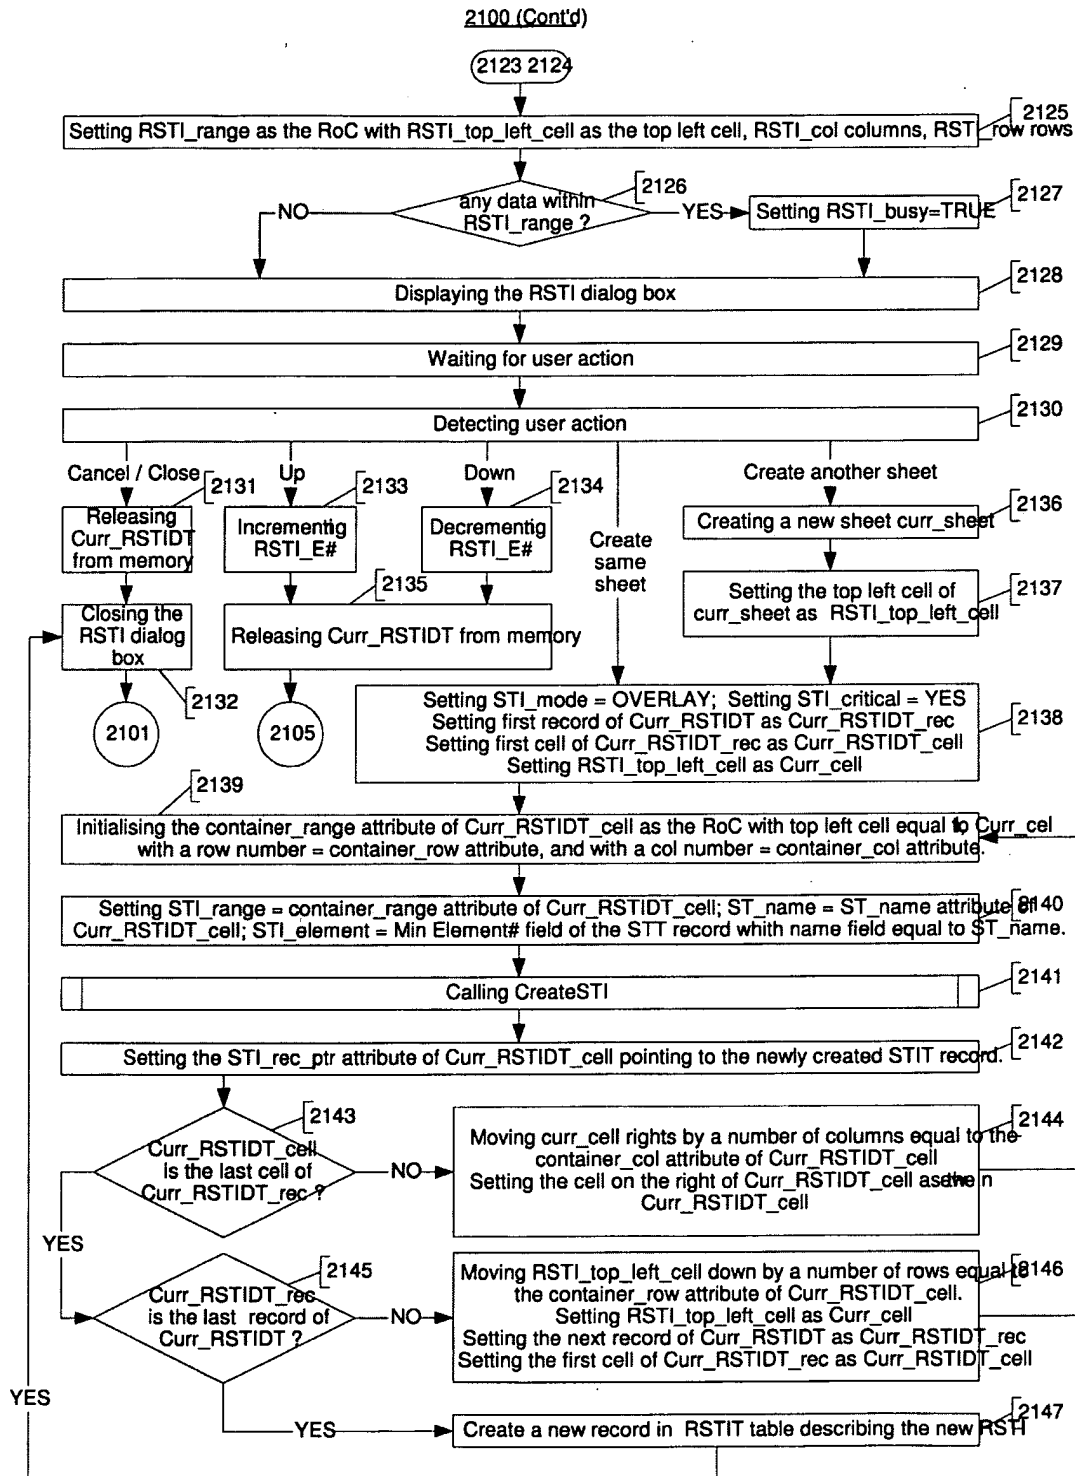 2100 (Cont'd)
2123 2124
2125
Setting RSTI_range as the RoC with RSTI_top_left_cell as the top left cell, RSTI_col columns, RSTI_row rows
2126
any data within
RSTI_range ?
NO
YES
2127
Setting RSTI_busy=TRUE
2128
Displaying the RSTI dialog box
2129
Waiting for user action
2130
Detecting user action
Cancel / Close
Up
Down
Create another sheet
2131
2133
2134
2136
Releasing
Curr_RSTIDT
from memory
Incrementig
RSTI_E#
Decrementig
RSTI_E#
Create
same
sheet
Creating a new sheet curr_sheet
2135
2137
Closing the
RSTI dialog
box
Releasing Curr_RSTIDT from memory
Setting the top left cell of
curr_sheet as RSTI_top_left_cell
2132
2101
2105
2138
Setting STI_mode = OVERLAY; Setting STI_critical = YES
Setting first record of Curr_RSTIDT as Curr_RSTIDT_rec
Setting first cell of Curr_RSTIDT_rec as Curr_RSTIDT_cell
Setting RSTI_top_left_cell as Curr_cell
2139
Initialising the container_range attribute of Curr_RSTIDT_cell as the RoC with top left cell equal to Curr_cel
with a row number = container_row attribute, and with a col number = container_col attribute.
2140
Setting STI_range = container_range attribute of Curr_RSTIDT_cell; ST_name = ST_name attribute of
Curr_RSTIDT_cell; STI_element = Min Element# field of the STT record whith name field equal to ST_name.
2141
Calling CreateSTI
2142
Setting the STI_rec_ptr attribute of Curr_RSTIDT_cell pointing to the newly created STIT record.
2143
Curr_RSTIDT_cell
is the last cell of
Curr_RSTIDT_rec ?
NO
YES
2144
Moving curr_cell rights by a number of columns equal to the
container_col attribute of Curr_RSTIDT_cell
Setting the cell on the right of Curr_RSTIDT_cell as the
Curr_RSTIDT_cell
2145
Curr_RSTIDT_rec
is the last record of
Curr_RSTIDT ?
NO
2146
Moving RSTI_top_left_cell down by a number of rows equal to
the container_row attribute of Curr_RSTIDT_cell.
Setting RSTI_top_left_cell as Curr_cell
Setting the next record of Curr_RSTIDT as Curr_RSTIDT_rec
Setting the first cell of Curr_RSTIDT_rec as Curr_RSTIDT_cell
YES
YES
2147
Create a new record in RSTIT table describing the new RSTI